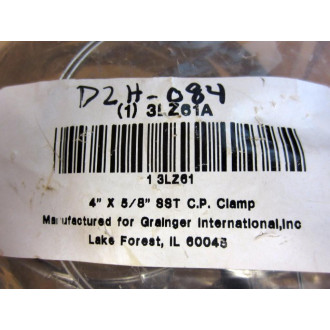 D2H-084
(1) 3LZ61A
1 3LZ61
4" X 5/8" SST C.P. Clamp
Manufactured for Grainger International,Inc
Lake Forest, IL 60045